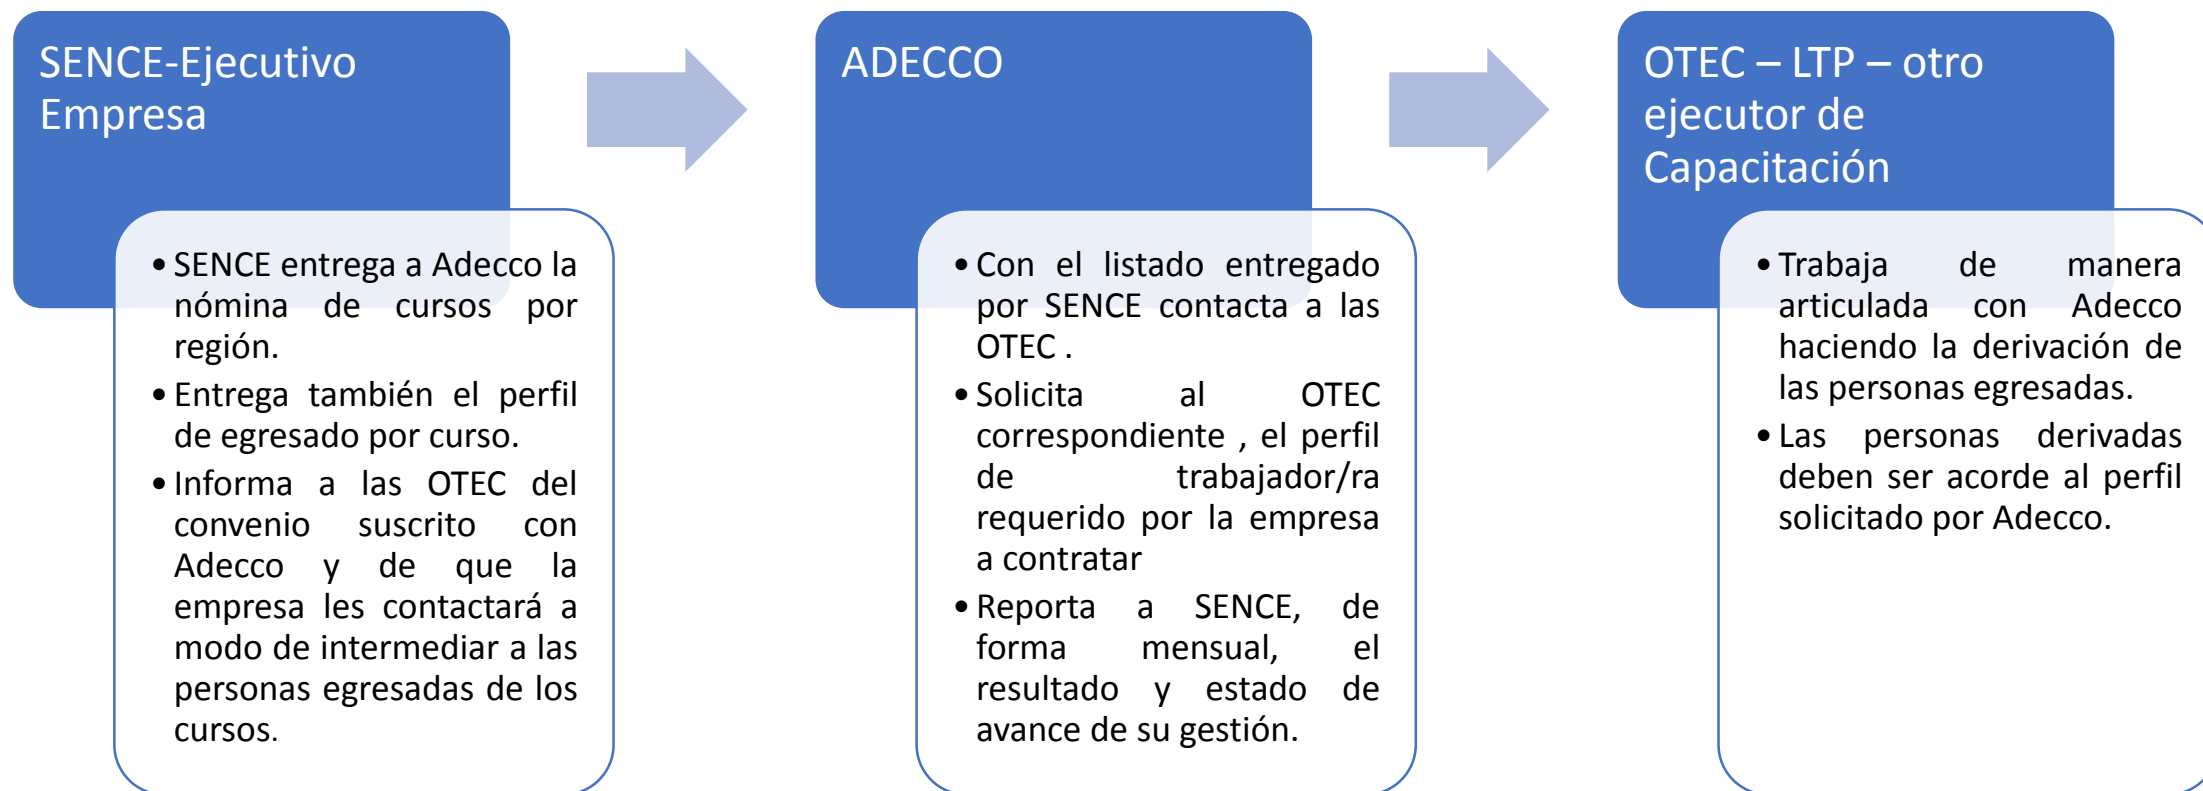 SENCE-Ejecutivo
Empresa
• SENCE entrega a Adecco la
nómina de cursos por
región.
• Entrega también el perfil
de egresado por curso.
• Informa a las OTEC del
convenio suscrito con
Adecco y de que la
empresa les contactará a
modo de intermediar a las
personas egresadas de los
cursos.
ADECCO
• Con el listado entregado
por SENCE contacta a las
OTEC .
• Solicita al OTEC
correspondiente , el perfil
de trabajador/ra
requerido por la empresa
a contratar
• Reporta a SENCE, de
forma mensual, el
resultado y estado de
avance de su gestión.
OTEC – LTP – otro
ejecutor de
Capacitación
• Trabaja de manera
articulada con Adecco
haciendo la derivación de
las personas egresadas.
• Las personas derivadas
deben ser acorde al perfil
solicitado por Adecco.